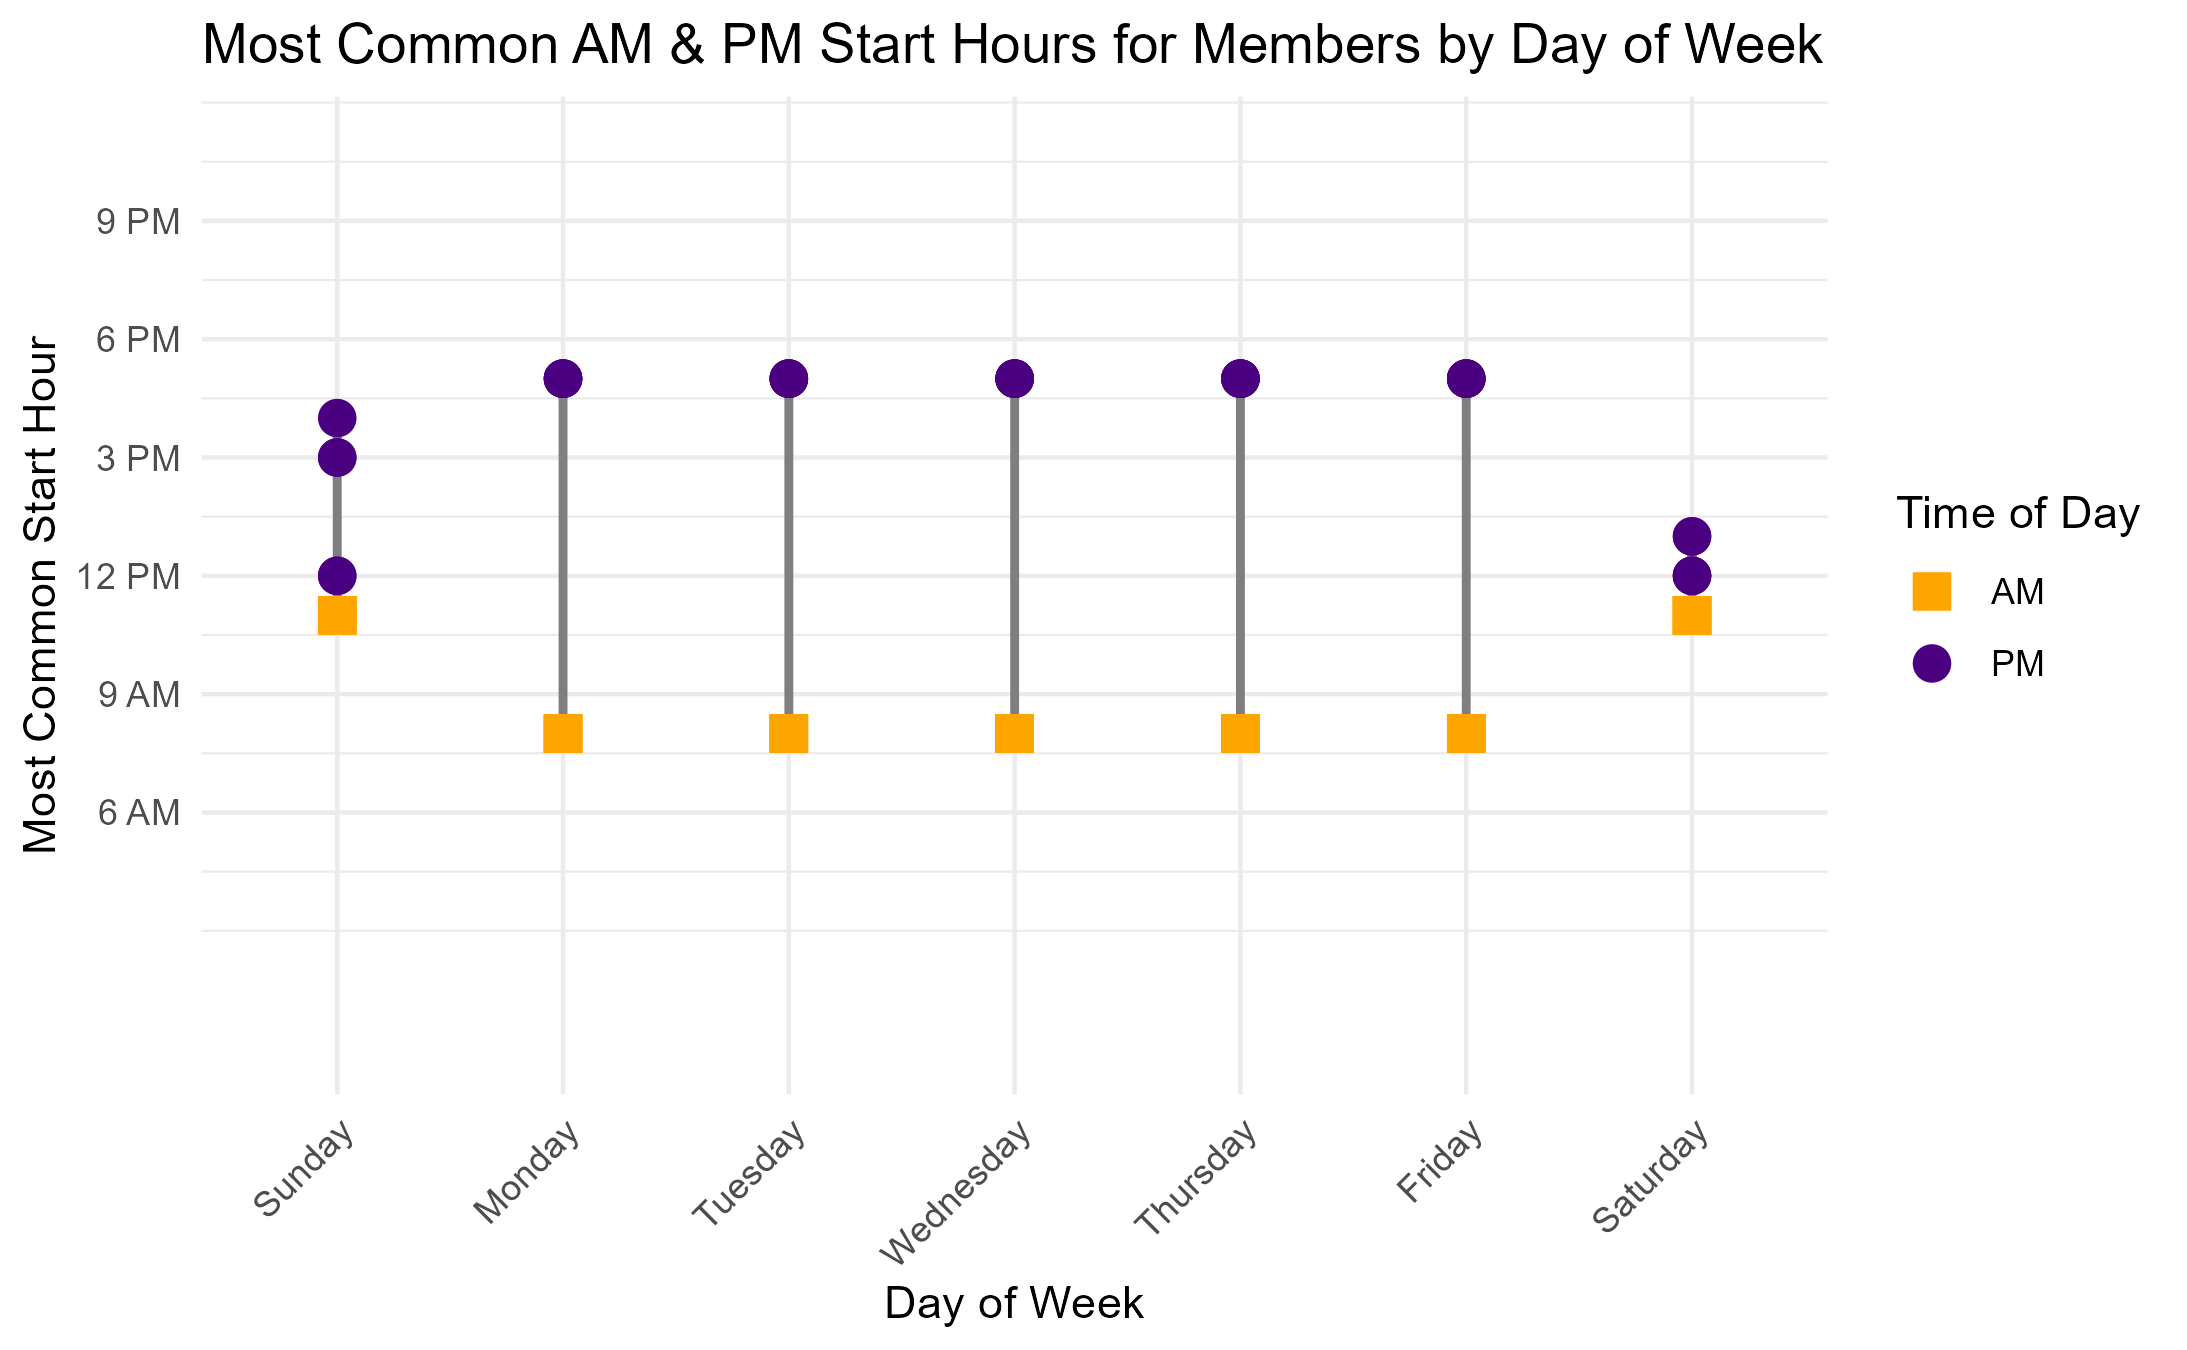 Most Common AM & PM Start Hours for Members by Day of Week
Most Common Start Hour
9 PM
6 PM
3 PM
12 PM
9 AM
6 AM
Sunday
Monday
Tuesday
Wednesday
Thursday
Friday
Saturday
Day of Week
Time of Day
AM
PM